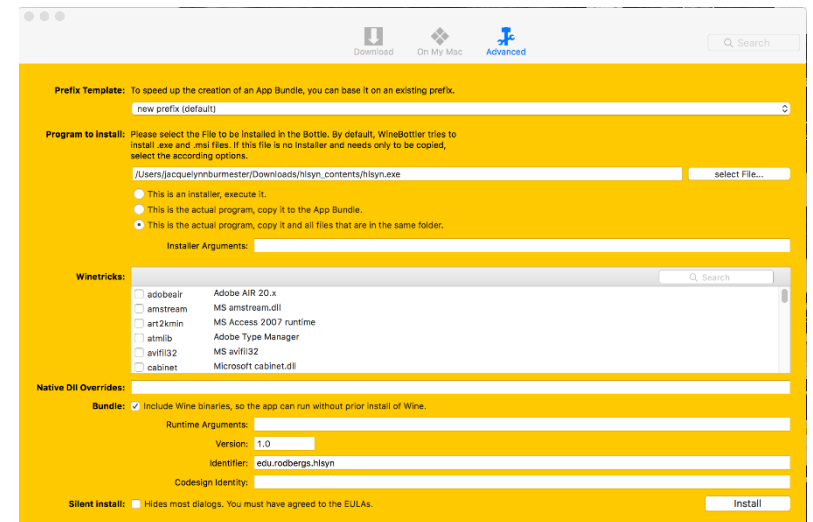 Download On My Mac Advanced
Search
Prefix Template: To speed up the creation of an App Bundle, you can base it on an existing prefix.
new prefix (default)
Program to install: Please select the File to be installed in the Bottle. By default, WineBottler tries to
install .exe and .msi files. If this file is no Installer and needs only to be copied,
select the according options.
/Users/jacquelynnburmester/Downloads/hlsyn_contents/hlsyn.exe select File...
This is an installer, execute it.
This is the actual program, copy it to the App Bundle.
This is the actual program, copy it and all files that are in the same folder.
Installer Arguments:
Winetricks: Search
adobeair Adobe AIR 20.x
amstream MS amstream.dll
art2kmin MS Access 2007 runtime
atmlib Adobe Type Manager
avifil32 MS avifil32
cabinet Microsoft cabinet.dll
Native Dll Overrides:
Bundle: Include Wine binaries, so the app can run without prior install of Wine.
Runtime Arguments:
Version: 1.0
Identifier: edu.rodbergs.hlsyn
Codesign Identity:
Silent install: Hides most dialogs. You must have agreed to the EULAs. Install